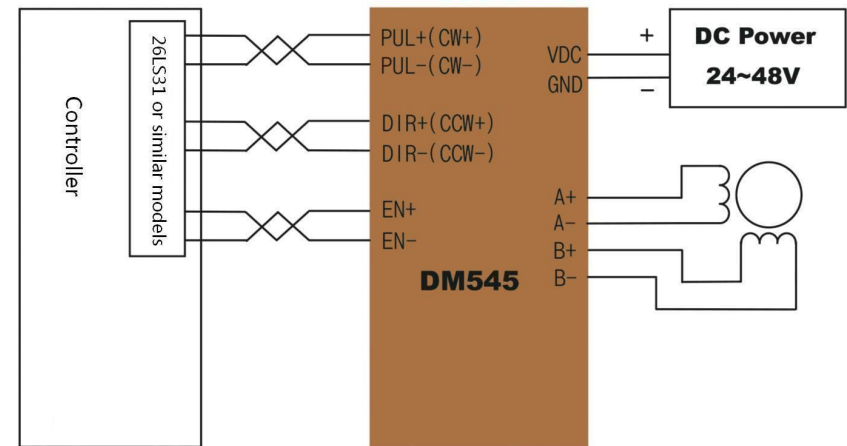 Controller
26LS31 or similar models
PUL+(CW+)
PUL-(CW-)
DIR+(CCW+)
DIR-(CCW-)
EN+
EN-
DM545
VDC
GND
A+
A-
B+
B-
+
-
DC Power
24~48V